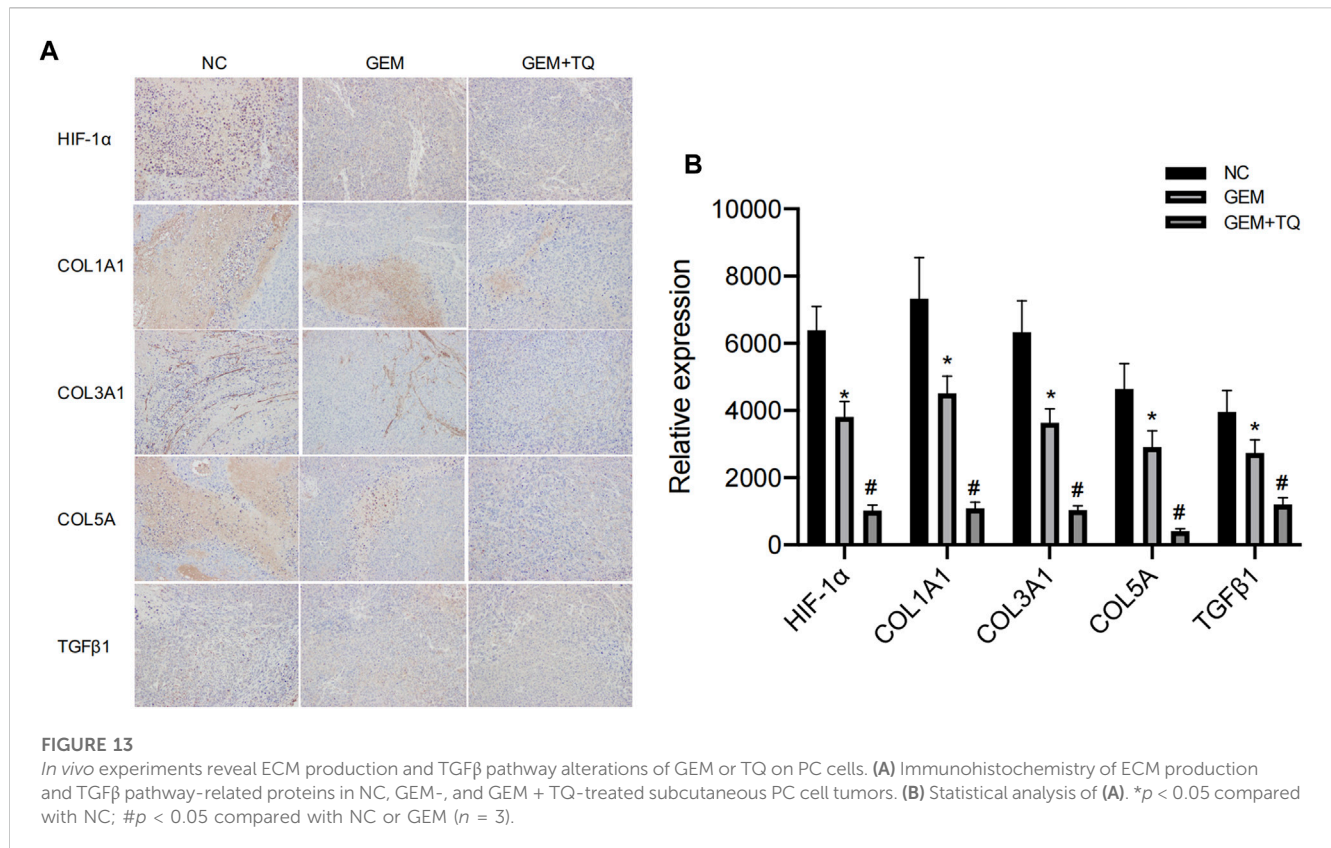 A
NC GEM GEM+TQ
HIF-1α
COL1A1
COL3A1
COL5A
TGFβ1
B
NC
GEM
GEM+TQ
Relative expression
10000
8000
6000
4000
2000
0
* # * # * # * # * #
HIF-1α COL1A1 COL3A1 COL5A TGFβ1
FIGURE 13
In vivo experiments reveal ECM production and TGFβ pathway alterations of GEM or TQ on PC cells. (A) Immunohistochemistry of ECM production
and TGFβ pathway-related proteins in NC, GEM-, and GEM + TQ-treated subcutaneous PC cell tumors. (B) Statistical analysis of (A). *p < 0.05 compared
with NC; #p < 0.05 compared with NC or GEM (n = 3).